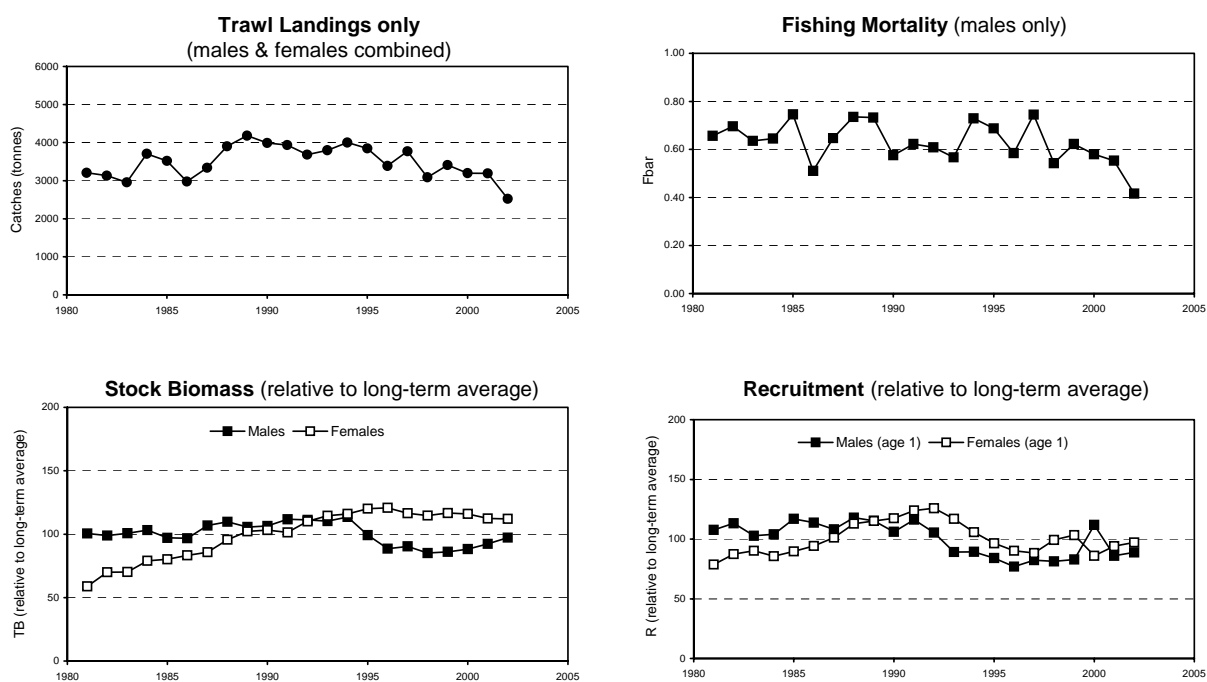 Trawl Landings only
(males & females combined)
6000
5000
4000
3000
2000
1000
0
Catches (tonnes)
1980 1985 1990 1995 2000 2005
Fishing Mortality (males only)
1.00
0.80
0.60
0.40
0.20
0.00
Fbar
1980 1985 1990 1995 2000 2005
Stock Biomass (relative to long-term average)
200
150
100
50
0
TB (relative to long-term average)
Males Females
1980 1985 1990 1995 2000 2005
Recruitment (relative to long-term average)
200
150
100
50
0
R (relative to long-term average)
Males (age 1) Females (age 1)
1980 1985 1990 1995 2000 2005